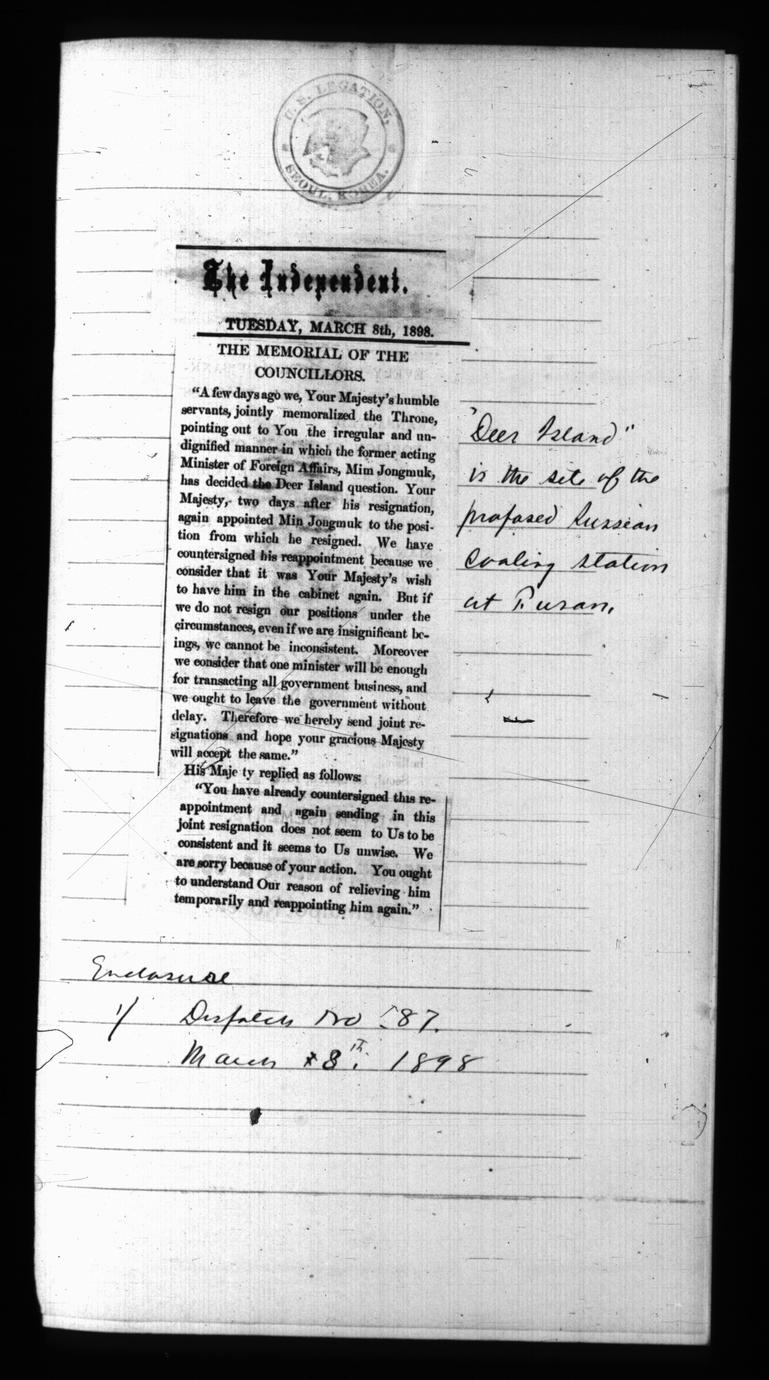 U. S. LEGATION,
SEOUL, KOREA.
The Independent.
TUESDAY, MARCH 8th, 1898.
THE MEMORIAL OF THE
COUNCILLORS.
"A few days ago we, Your Majesty's humble
servants, jointly memoralized the Throne,
pointing out to You the irregular and un-
dignified manner in which the former acting
Minister of Foreign Affairs, Mim Jongmuk,
has decided the Deer Island question. Your
Majesty, two days after his resignation,
again appointed Min Jongmuk to the posi-
tion from which he resigned. We have
countersigned his reappointment because we
consider that it was Your Majesty's wish
to have him in the cabinet again. But if
we do not resign our positions under the
circumstances, even if we are insignificant be-
ings, we cannot be inconsistent. Moreover
we consider that one minister will be enough
for transacting all government business, and
we ought to leave the government without
delay. Therefore we hereby send joint re-
signations and hope your gracious Majesty
will accept the same."
His Maje ty replied as follows:
"You have already countersigned this re-
appointment and again sending in this
joint resignation does not seem to Us to be
consistent and it seems to Us unwise. We
are sorry because of your action. You ought
to understand Our reason of relieving him
temporarily and reappointing him again."
"Deer Island"
is the site of the
proposed Russian
coaling station
at Fusan.
Enclosure
1/ Dispatch No 87.
March 8th. 1898